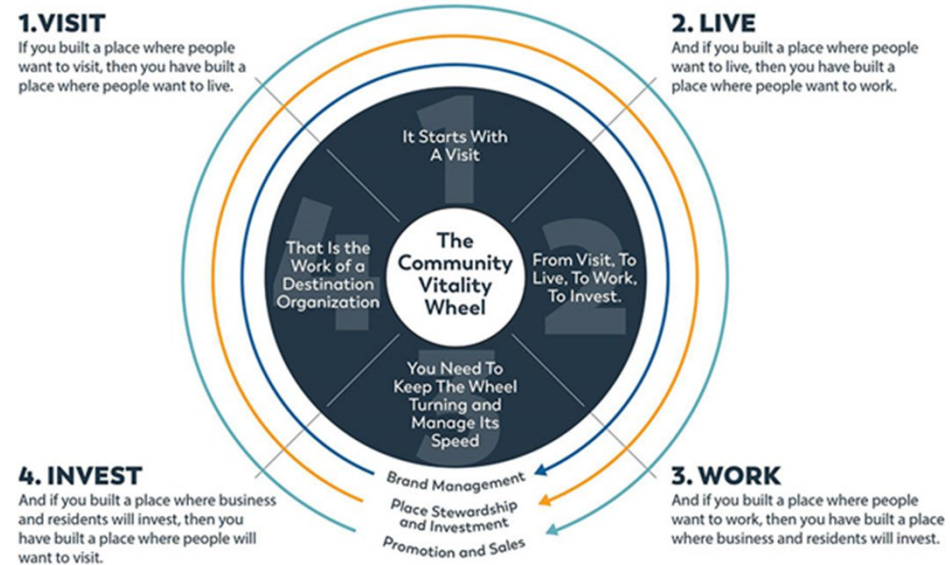 1.VISIT
If you built a place where people
want to visit, then you have built a
place where people want to live.
2. LIVE
And if you built a place where people
want to live, then you have built a
place where people want to work.
1
It Starts With
A Visit
4
That Is the
Work of a
Destination
Organization
The
Community
Vitality
Wheel
2
From Visit, To
Live, To Work,
To Invest.
3
You Need To
Keep The Wheel
Turning and
Manage Its
Speed
Brand Management
Place Stewardship
and Investment
Promotion and Sales
4. INVEST
And if you built a place where business
and residents will invest, then you
have built a place where people will
want to visit.
3. WORK
And if you built a place where people
want to work, then you have built a place
where business and residents will invest.